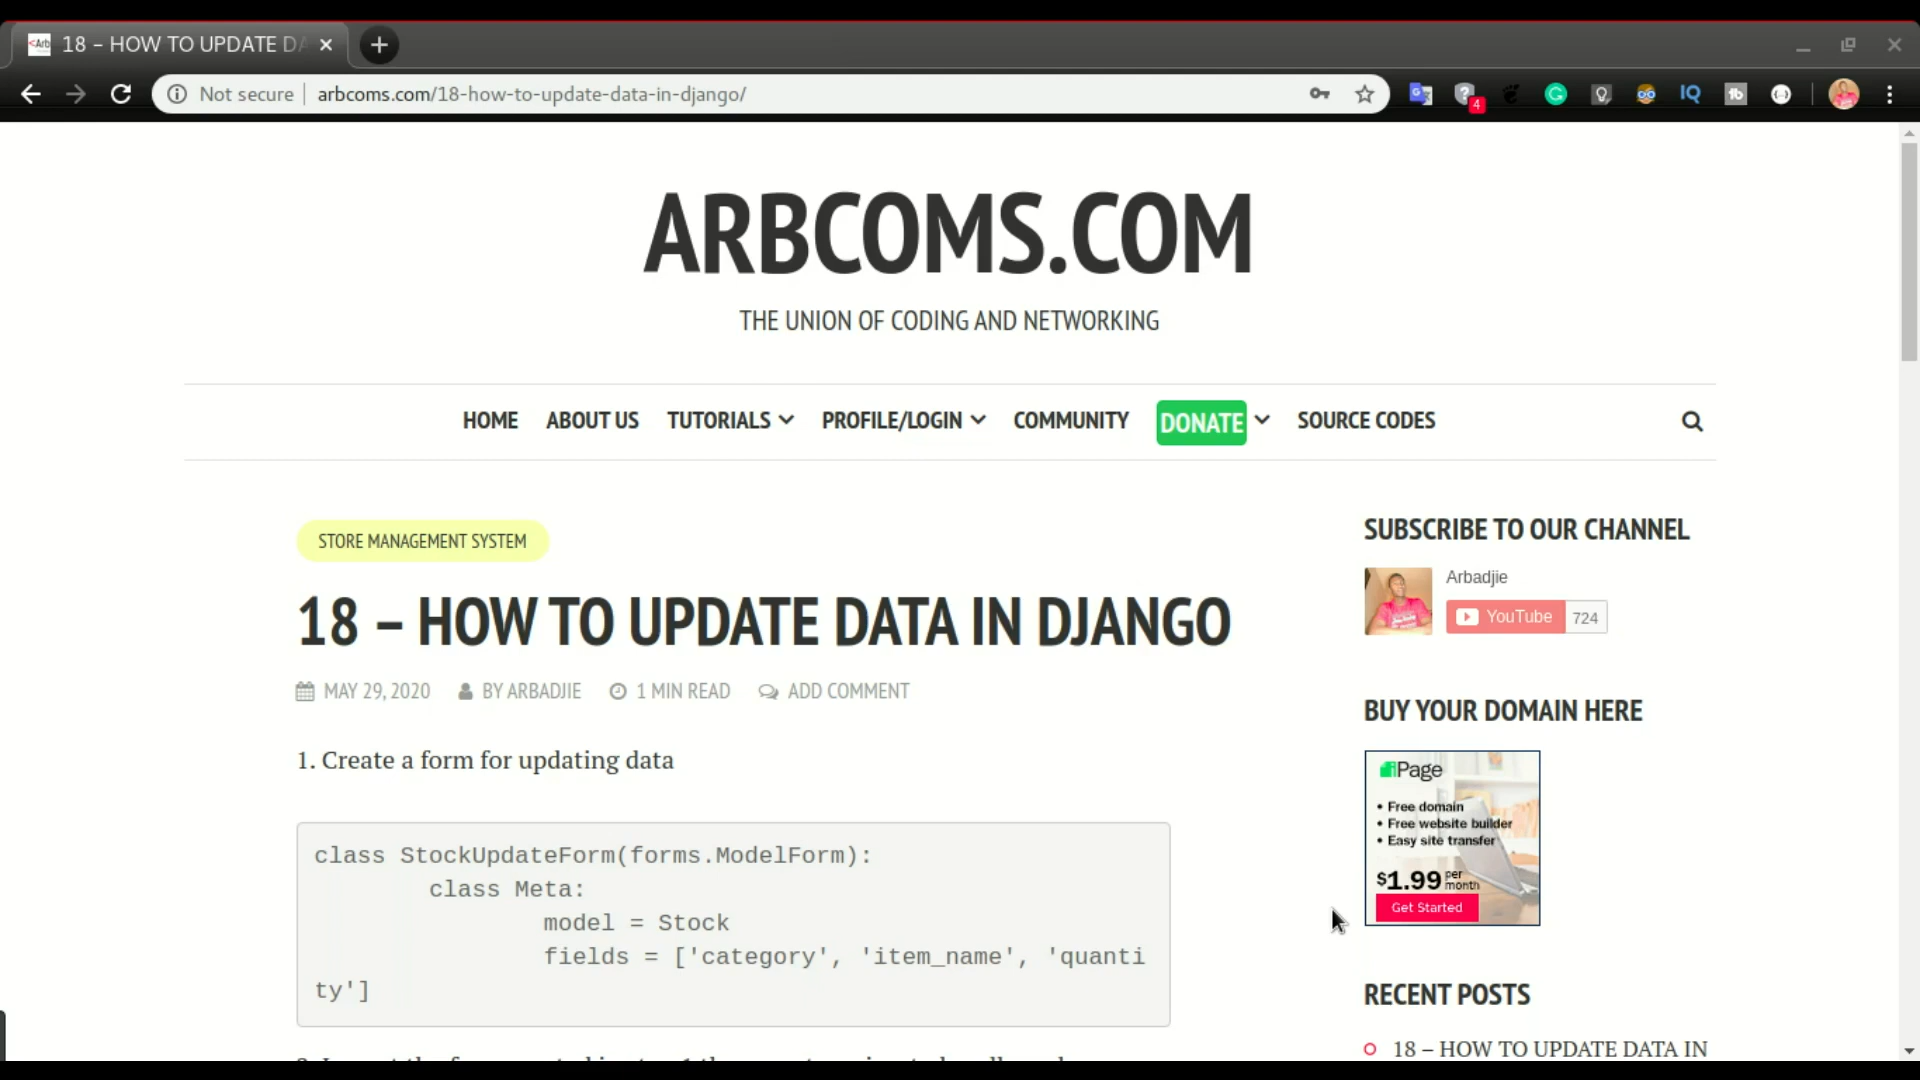 18 – HOW TO UPDATE DA
Not secure
arbcoms.com/18-how-to-update-data-in-django/
4
IQ
ARBCOMS.COM
THE UNION OF CODING AND NETWORKING
HOME ABOUT US TUTORIALS PROFILE/LOGIN COMMUNITY DONATE SOURCE CODES
STORE MANAGEMENT SYSTEM
18 – HOW TO UPDATE DATA IN DJANGO
MAY 29, 2020 BY ARBADJIE 1 MIN READ ADD COMMENT
1. Create a form for updating data
class StockUpdateForm(forms.ModelForm):
class Meta:
model = Stock
fields = ['category', 'item_name', 'quanti
ty']
SUBSCRIBE TO OUR CHANNEL
Arbadjie
YouTube 724
BUY YOUR DOMAIN HERE
iPage
• Free domain
• Free website builder
• Easy site transfer
$1.99 per month
Get Started
RECENT POSTS
18 – HOW TO UPDATE DATA IN